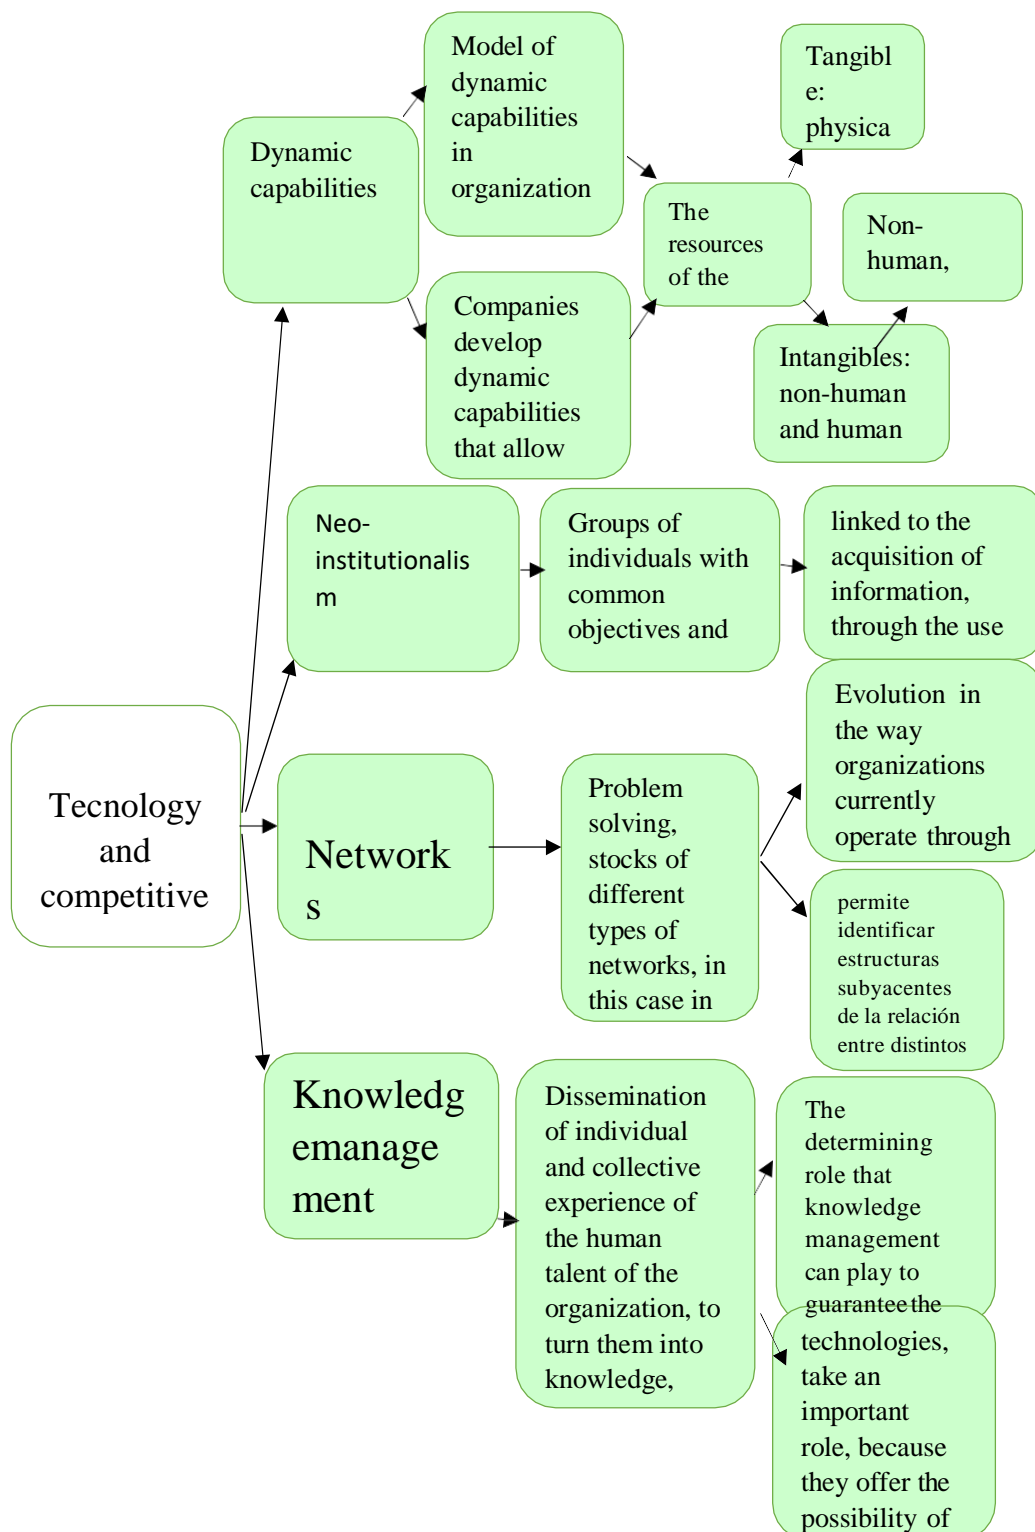 Model of
dynamic
capabilities
in
organization
Tangibl
e:
physica
Dynamic
capabilities
The
resources
of the
Non-
human,
Companies
develop
dynamic
capabilities
that allow
Intangibles:
non-human
and human
Neo-
institutionalis
m
Groups of
individuals with
common
objectives and
linked to the
acquisition of
information,
through the use
Tecnology
and
competitive
Network
s
Problem
solving,
stocks of
different
types of
networks, in
this case in
Evolution in
the way
organizations
currently
operate through
permite
identificar
estructuras
subyacentes
de la relación
entre distintos
Knowledg
emanage
ment
Dissemination
of individual
and collective
experience of
the human
talent of the
organization, to
turn them into
knowledge,
The
determining
role that
knowledge
management
can play to
guarantee the
technologies,
take an
important
role, because
they offer the
possibility of